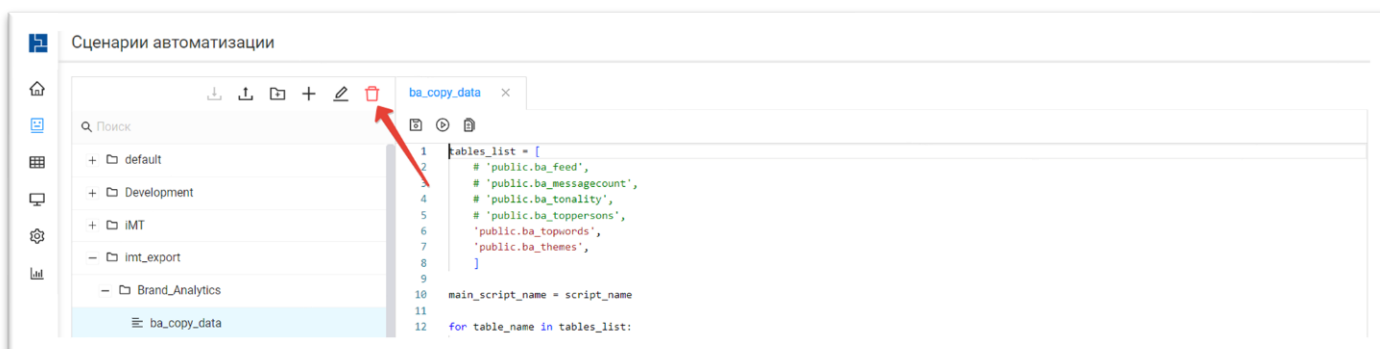 Сценарии автоматизации
ba_copy_data
Поиск
default
Development
iMT
imt_export
Brand_Analytics
ba_copy_data
1 tables_list = [
2 # 'public.ba_feed',
3 # 'public.ba_messagecount',
4 # 'public.ba_tonality',
5 # 'public.ba_toppersons',
6 'public.ba_topwords',
7 'public.ba_themes',
8 ]
9
10 main_script_name = script_name
11
12 for table_name in tables_list: